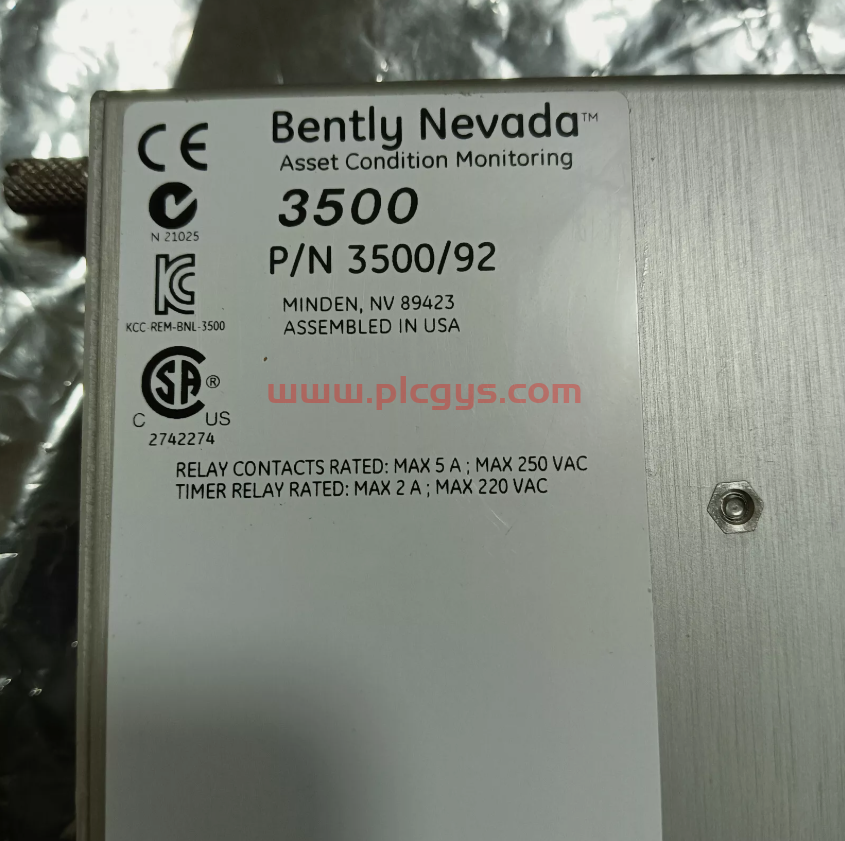 CE
Bently Nevada™
Asset Condition Monitoring
3500
N 21025
P/N 3500/92
KC
KCC-REM-BNL-3500
MINDEN, NV 89423
ASSEMBLED IN USA
SA ®
C US
2742274
www.plcgys.com
RELAY CONTACTS RATED: MAX 5 A ; MAX 250 VAC
TIMER RELAY RATED: MAX 2 A ; MAX 220 VAC